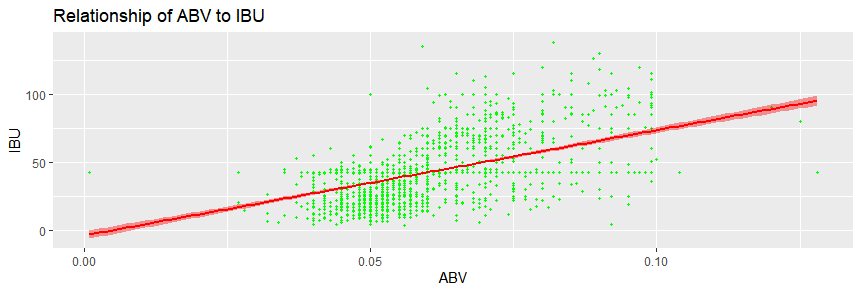 Relationship of ABV to IBU
IBU
100
50
0
0.00
0.05
0.10
ABV